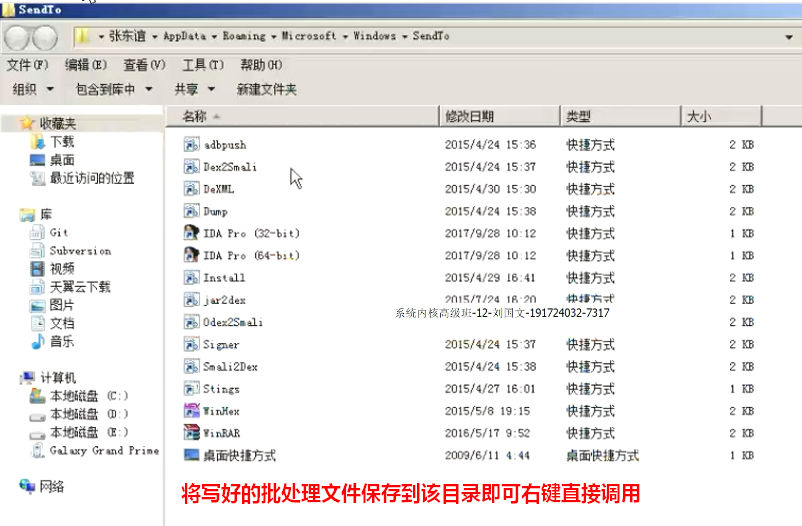 SendTo
张东谊 AppData Roaming Microsoft Windows SendTo
文件(F) 编辑(E) 查看(V) 工具(T) 帮助(H)
组织 包含到库中 共享 新建文件夹
名称 修改日期 类型 大小
收藏夹
下载
桌面
最近访问的位置
库
Git
Subversion
视频
天翼云下载
图片
文档
音乐
计算机
本地磁盘 (C:)
本地磁盘 (D:)
本地磁盘 (E:)
Galaxy Grand Prime
网络
adbpush 2015/4/24 15:36 快捷方式 2 KB
Dex2Smali 2015/4/24 15:37 快捷方式 2 KB
DeXML 2015/4/30 15:30 快捷方式 2 KB
Dump 2015/4/24 15:38 快捷方式 2 KB
IDA Pro (32-bit) 2017/9/28 10:12 快捷方式 1 KB
IDA Pro (64-bit) 2017/9/28 10:12 快捷方式 1 KB
Install 2015/4/29 16:41 快捷方式 2 KB
jar2dex 2015/7/24 16:20 快捷方式 2 KB
系统内核高级班-12-刘国文-191724032-7317
Odex2Smali 2 KB
Signer 2015/4/24 15:37 快捷方式 2 KB
Smali2Dex 2015/4/24 15:38 快捷方式 2 KB
Stings 2015/4/27 16:01 快捷方式 1 KB
WinHex 2015/5/8 19:15 快捷方式 2 KB
WinRAR 2016/5/17 9:52 快捷方式 2 KB
桌面快捷方式 2009/6/11 4:44 桌面快捷方式 1 KB
将写好的批处理文件保存到该目录即可右键直接调用